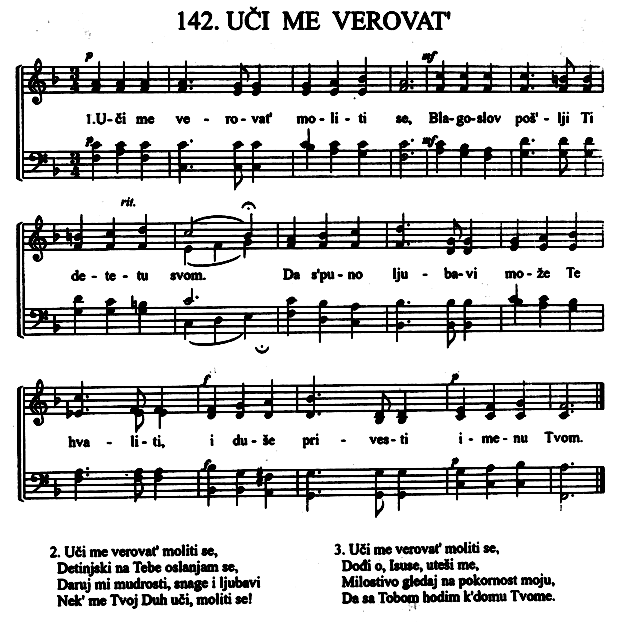 142. UČI ME VEROVAT'
p mf
1.U-či me ve - ro-vat' mo-li-ti se, Bla-go-slov poš'-lji Ti
p mf
rit.
de-te-tu svom. Da s'pu-no lju-ba-vi mo-že Te
f p
hva-li-ti, i du-še pri-ves-ti i-me-nu Tvom.
2. Uči me verovat' moliti se,
Detinjski na Tebe oslanjam se,
Daruj mi mudrosti, snage i ljubavi
Nek' me Tvoj Duh uči, moliti se!
3. Uči me verovat' moliti se,
Dođi o, Isuse, uteši me,
Milostivo gledaj na pokornost moju,
Da sa Tobom hodim k'domu Tvome.